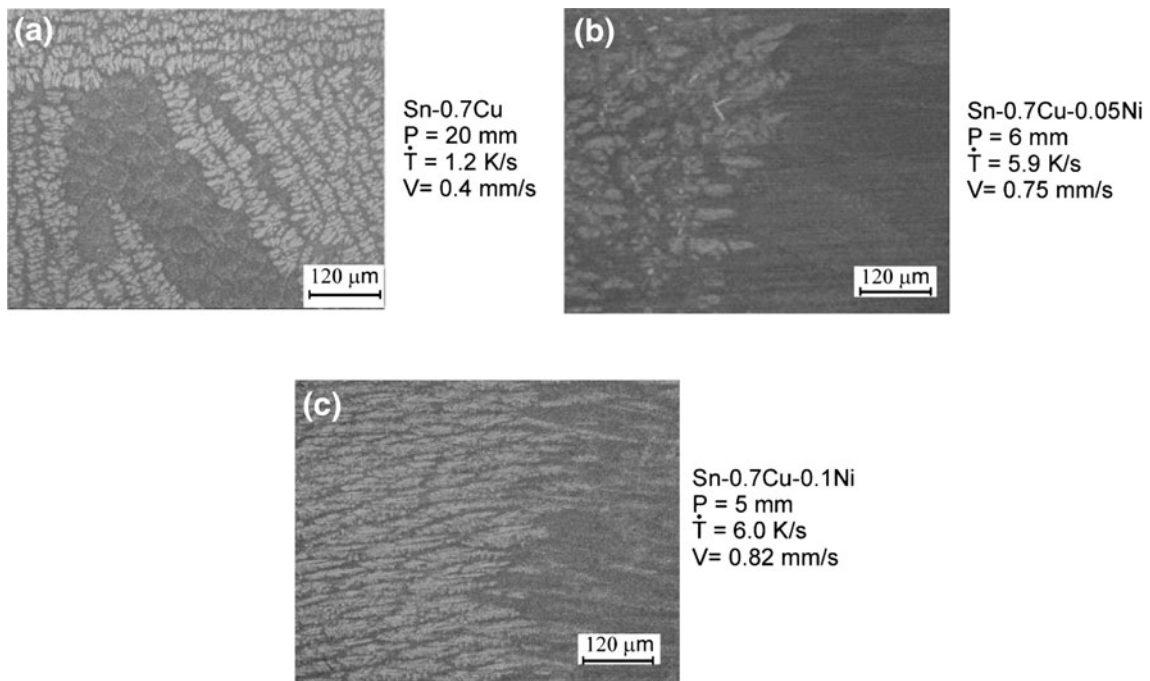 (a)
Sn-0.7Cu
P = 20 mm
Ṫ = 1.2 K/s
V= 0.4 mm/s
120 µm
(b)
Sn-0.7Cu-0.05Ni
P = 6 mm
Ṫ = 5.9 K/s
V= 0.75 mm/s
120 µm
(c)
Sn-0.7Cu-0.1Ni
P = 5 mm
Ṫ = 6.0 K/s
V= 0.82 mm/s
120 µm